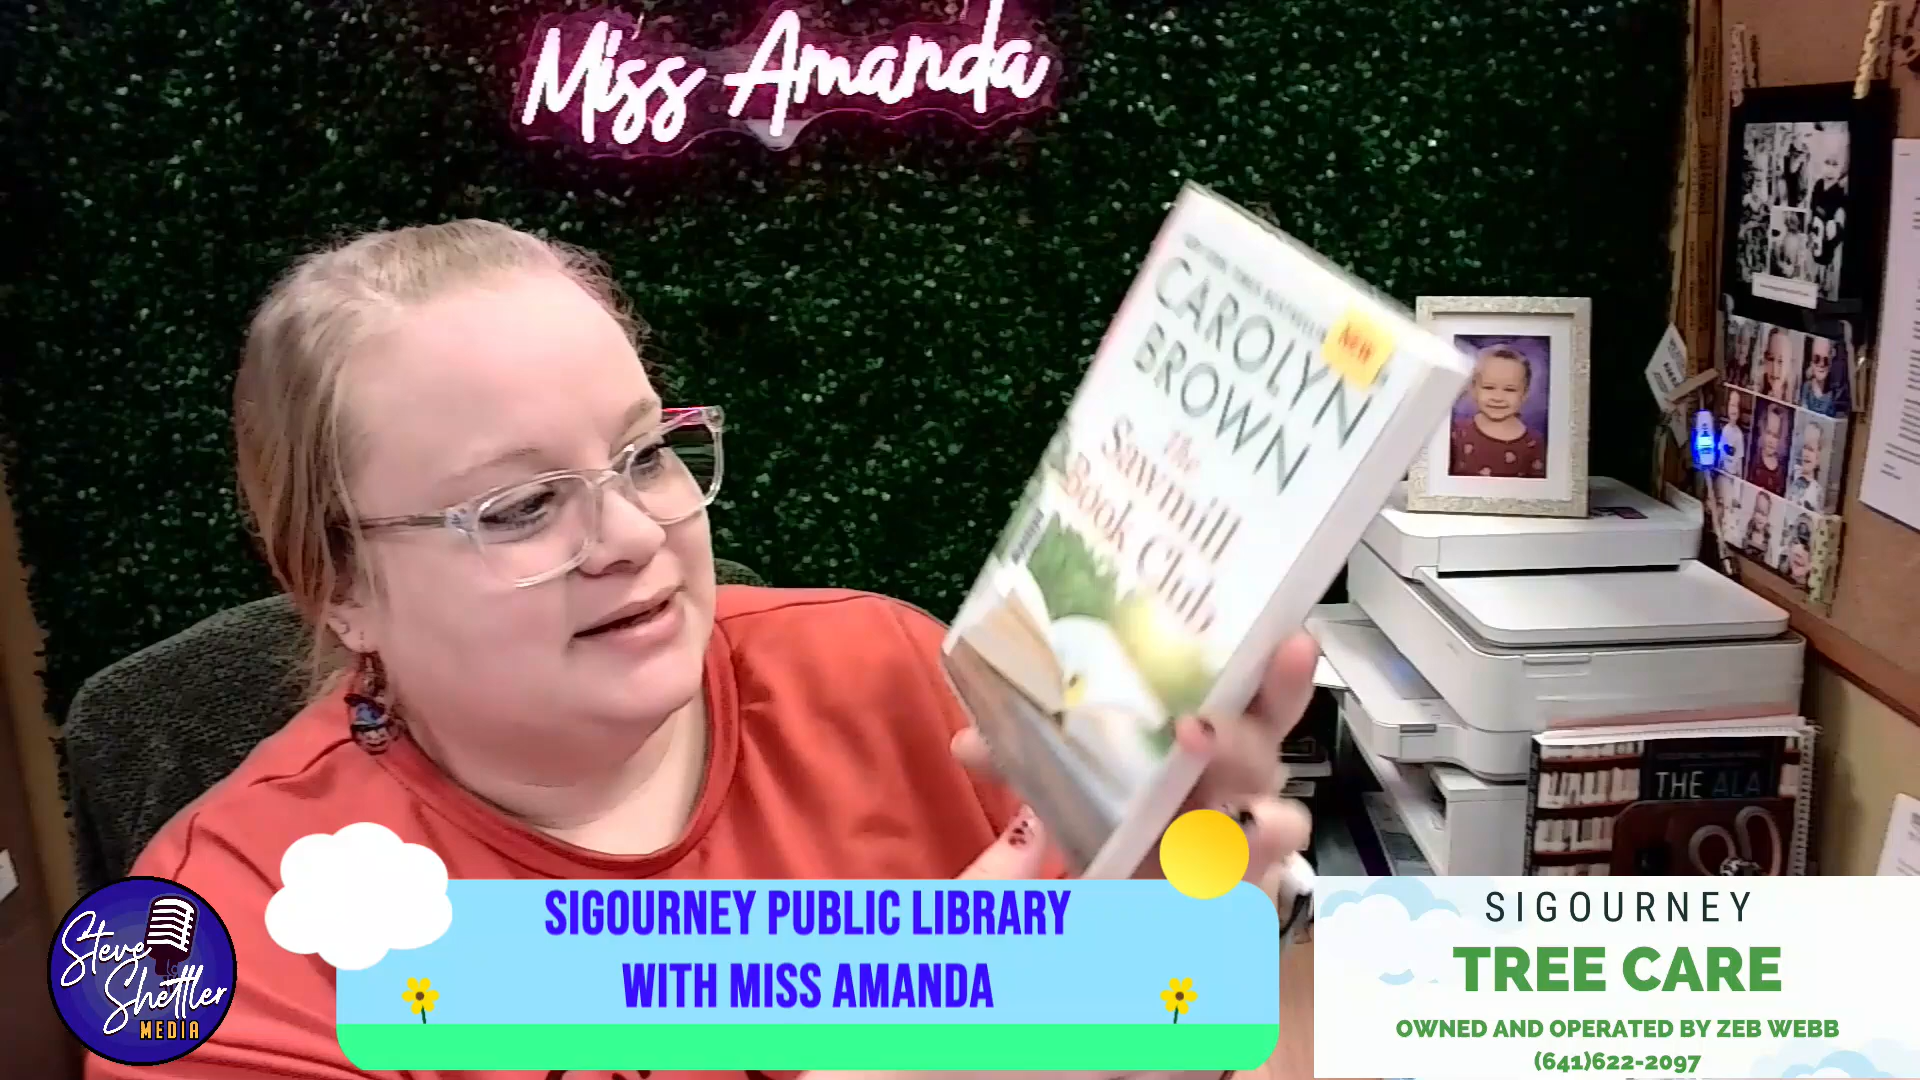 Miss Amanda
CAROLYN
BROWN
NEW
The
Sawmill
Book Club
THE ALA
Steve
Shettler
MEDIA
SIGOURNEY PUBLIC LIBRARY
WITH MISS AMANDA
SIGOURNEY
TREE CARE
OWNED AND OPERATED BY ZEB WEBB
(641)622-2097